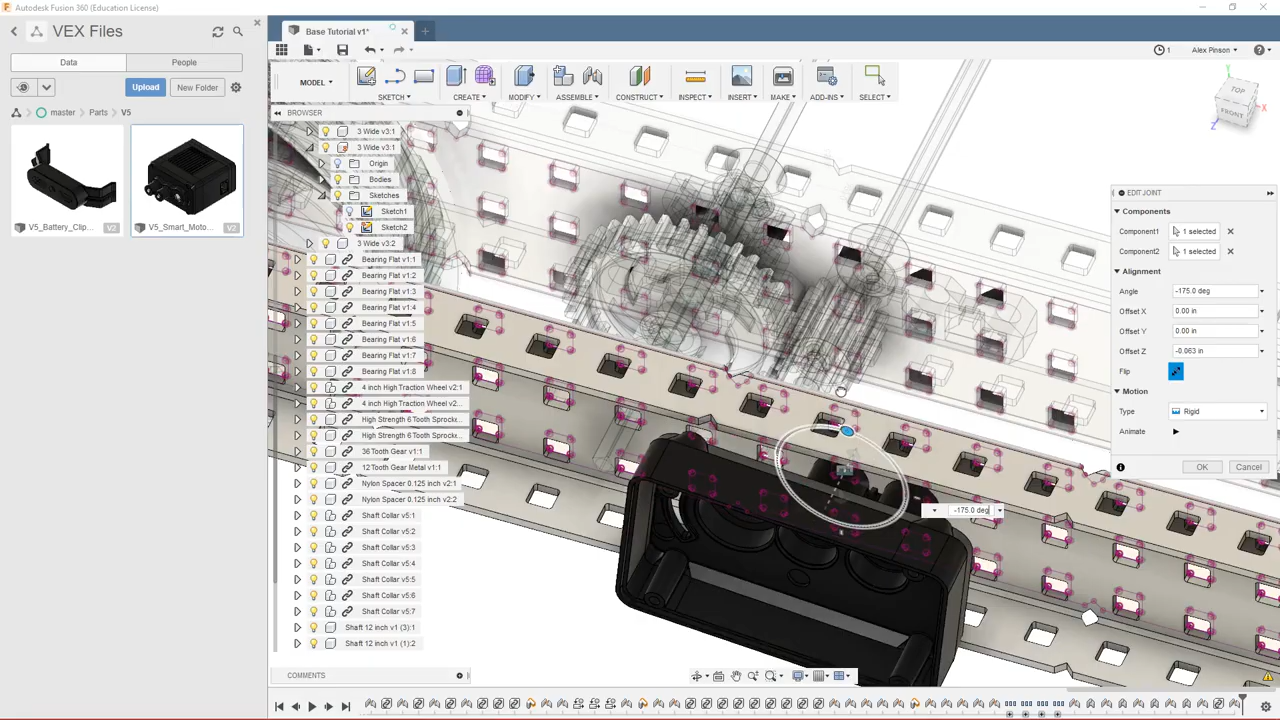 Autodesk Fusion 360 (Education License)
VEX Files
Data
People
Upload
New Folder
master
Parts
V5
V5_Battery_Clip...
V2
V5_Smart_Moto...
V2
Base Tutorial v1*
1
Alex Pinson
MODEL
SKETCH
CREATE
MODIFY
ASSEMBLE
CONSTRUCT
INSPECT
INSERT
MAKE
ADD-INS
SELECT
BROWSER
3 Wide v3:1
3 Wide v3:1
Origin
Bodies
Sketches
Sketch1
Sketch2
3 Wide v3:2
Bearing Flat v1:1
Bearing Flat v1:2
Bearing Flat v1:3
Bearing Flat v1:4
Bearing Flat v1:5
Bearing Flat v1:6
Bearing Flat v1:7
Bearing Flat v1:8
4 inch High Traction Wheel v2:1
4 inch High Traction Wheel v2...
High Strength 6 Tooth Sprocke...
High Strength 6 Tooth Sprocke...
36 Tooth Gear v1:1
12 Tooth Gear Metal v1:1
Nylon Spacer 0.125 inch v2:1
Nylon Spacer 0.125 inch v2:2
Shaft Collar v5:1
Shaft Collar v5:2
Shaft Collar v5:3
Shaft Collar v5:4
Shaft Collar v5:5
Shaft Collar v5:6
Shaft Collar v5:7
Shaft 12 inch v1 (3):1
Shaft 12 inch v1 (1):2
COMMENTS
TOP
FRONT
Y
X
Z
EDIT JOINT
Components
Component1
1 selected
Component2
1 selected
Alignment
Angle
-175.0 deg
Offset X
0.00 in
Offset Y
0.00 in
Offset Z
-0.063 in
Flip
Motion
Type
Rigid
Animate
OK
Cancel
-175.0 deg